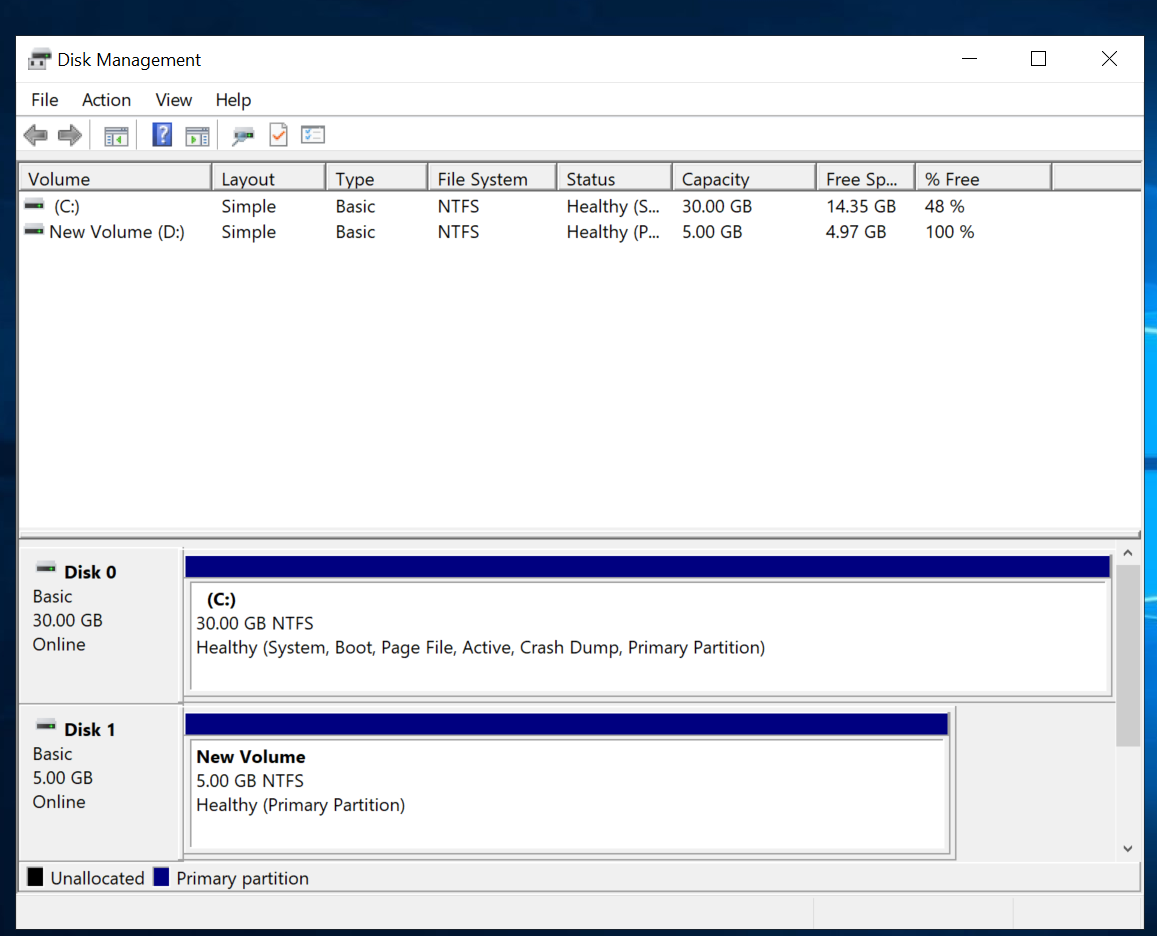 Disk Management
File Action View Help
Volume Layout Type File System Status Capacity Free Sp... % Free
(C:) Simple Basic NTFS Healthy (S... 30.00 GB 14.35 GB 48 %
New Volume (D:) Simple Basic NTFS Healthy (P... 5.00 GB 4.97 GB 100 %
Disk 0
Basic
30.00 GB
Online
(C:)
30.00 GB NTFS
Healthy (System, Boot, Page File, Active, Crash Dump, Primary Partition)
Disk 1
Basic
5.00 GB
Online
New Volume
5.00 GB NTFS
Healthy (Primary Partition)
Unallocated Primary partition